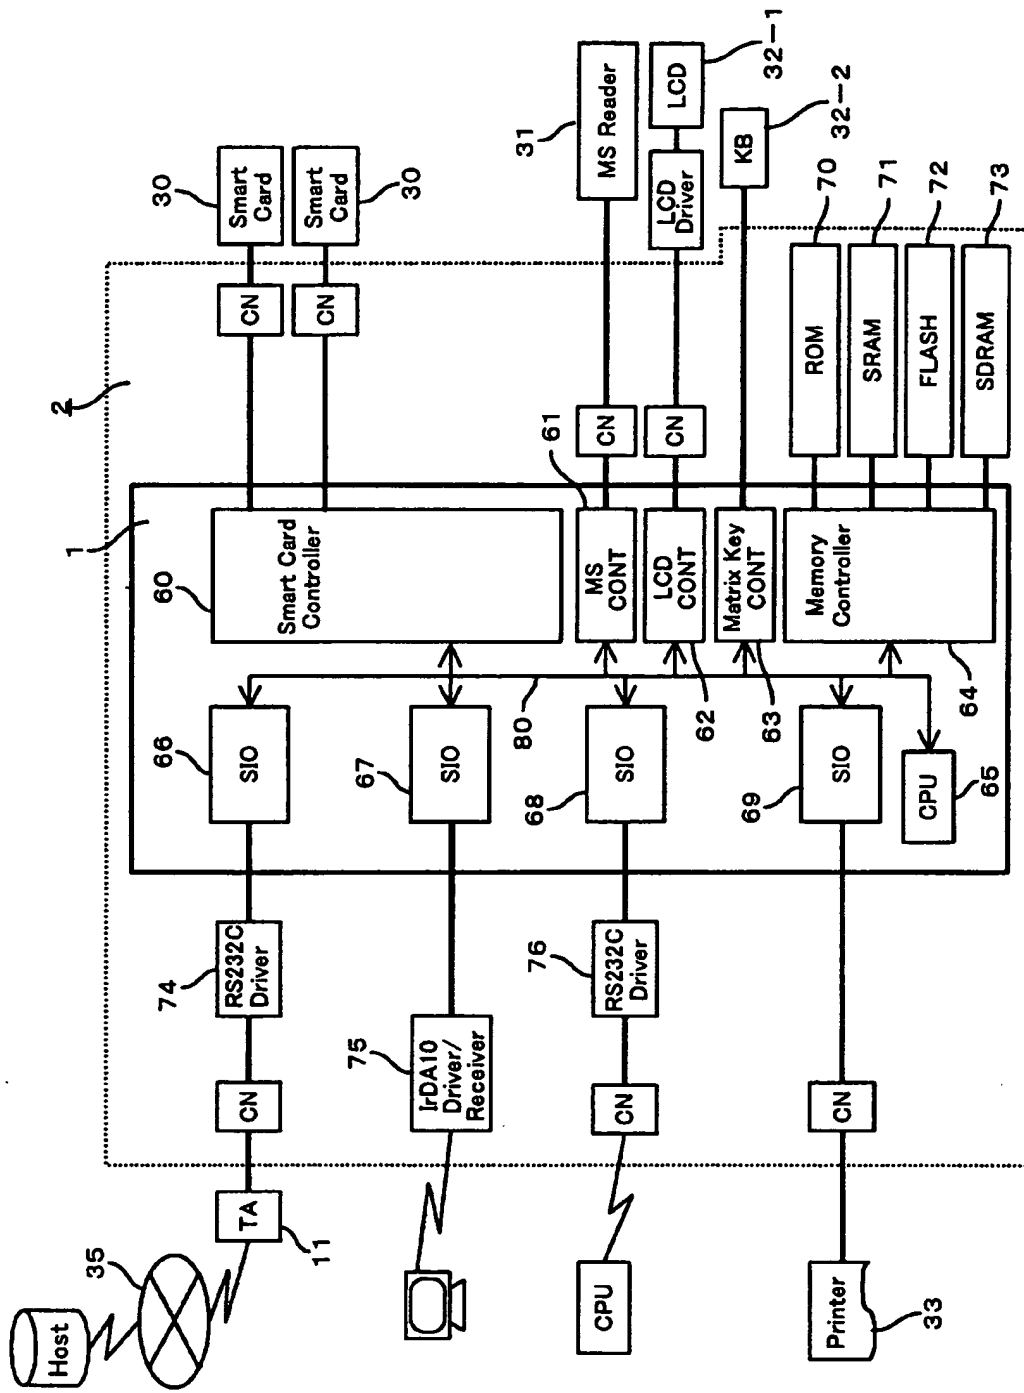 Host
35
TA
11
CPU
Printer
33
CN
74
RS232C
Driver
75
IrDA10
Driver/
Receiver
CN
76
RS232C
Driver
CN
2
1
66
SIO
67
SIO
68
SIO
69
SIO
CPU
65
80
60
Smart Card
Controller
61
MS
CONT
LCD
CONT
62
Matrix Key
CONT
63
Memory
Controller
64
CN
CN
CN
CN
30
Smart
Card
Smart
Card
30
31
MS Reader
LCD
Driver
LCD
32-1
KB
32-2
ROM
70
SRAM
71
FLASH
72
SDRAM
73